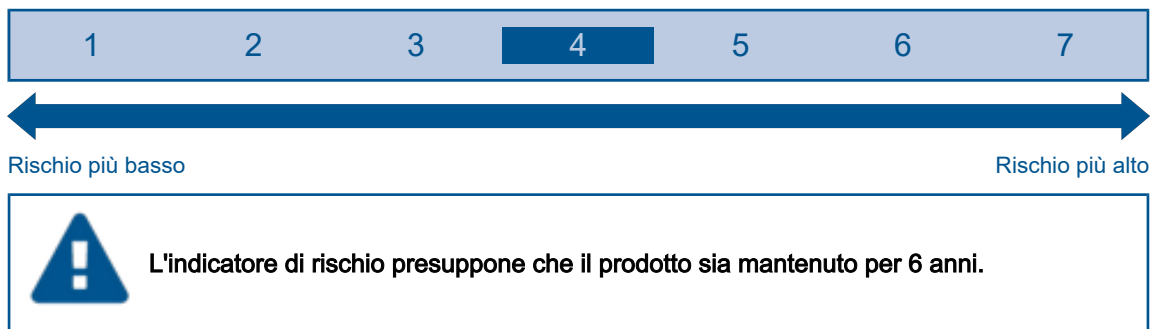 1 2 3 4 5 6 7
Rischio più basso Rischio più alto
L'indicatore di rischio presuppone che il prodotto sia mantenuto per 6 anni.